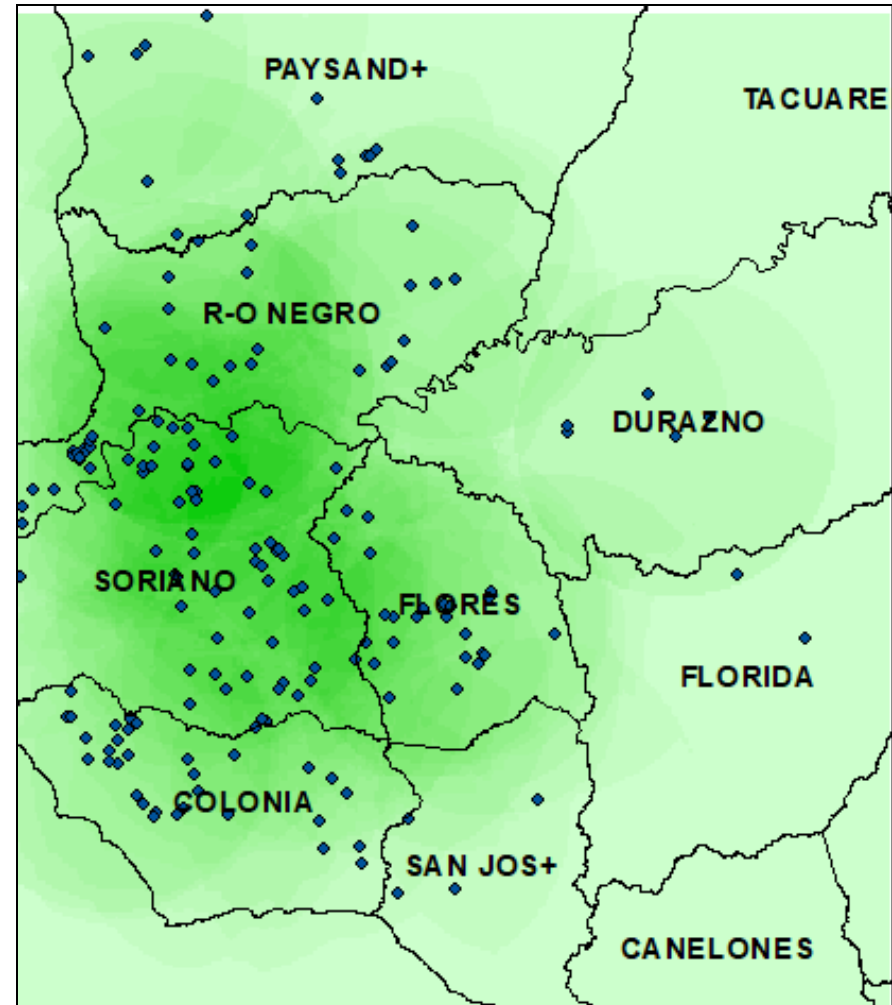 PAYSAND+
TACUARE
R-O NEGRO
DURAZNO
SORIANO
FLORES
FLORIDA
COLONIA
SAN JOS+
CANELONES